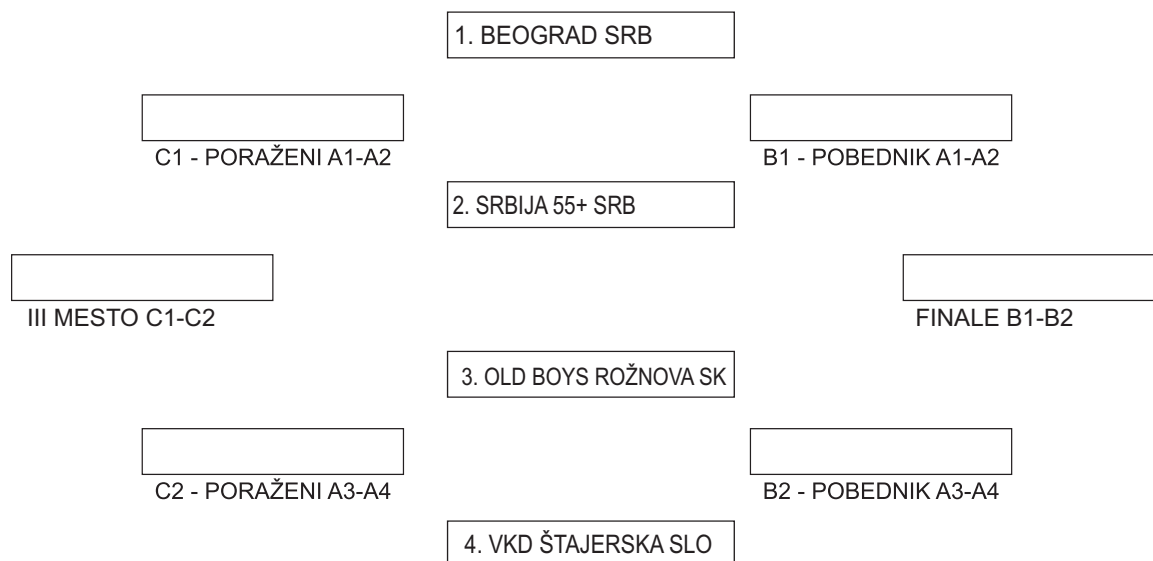 1. BEOGRAD SRB
C1 - PORAŽENI A1-A2
B1 - POBEDNIK A1-A2
2. SRBIJA 55+ SRB
III MESTO C1-C2
FINALE B1-B2
3. OLD BOYS ROŽNOVA SK
C2 - PORAŽENI A3-A4
B2 - POBEDNIK A3-A4
4. VKD ŠTAJERSKA SLO